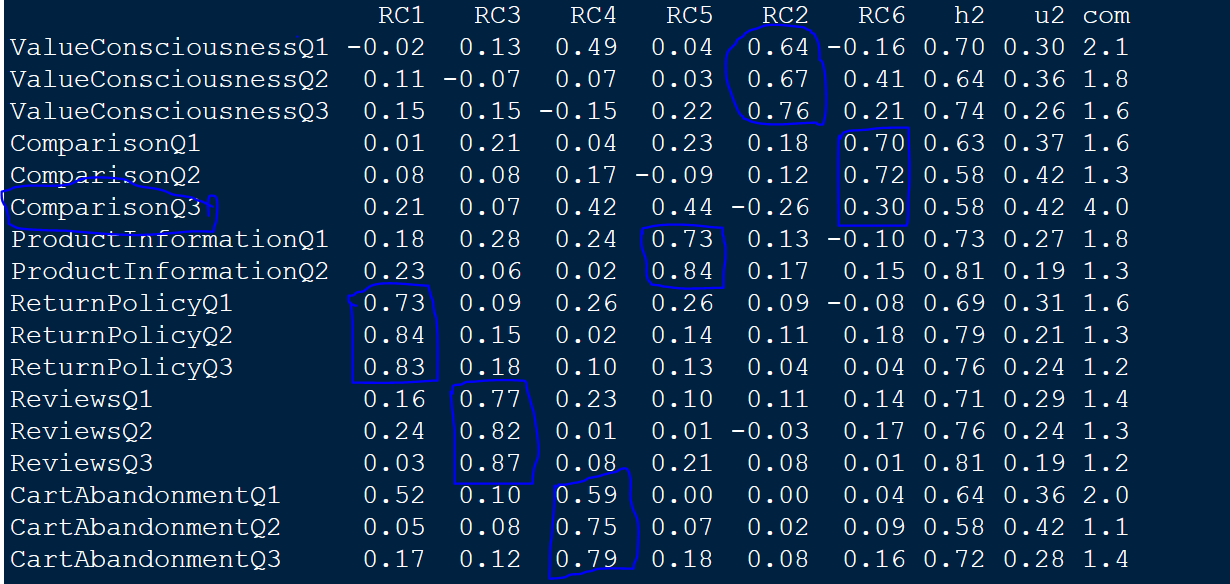 RC1 RC3 RC4 RC5 RC2 RC6 h2 u2 com
ValueConsciousnessQ1 -0.02 0.13 0.49 0.04 0.64 -0.16 0.70 0.30 2.1
ValueConsciousnessQ2 0.11 -0.07 0.07 0.03 0.67 0.41 0.64 0.36 1.8
ValueConsciousnessQ3 0.15 0.15 -0.15 0.22 0.76 0.21 0.74 0.26 1.6
ComparisonQ1 0.01 0.21 0.04 0.23 0.18 0.70 0.63 0.37 1.6
ComparisonQ2 0.08 0.08 0.17 -0.09 0.12 0.72 0.58 0.42 1.3
ComparisonQ3 0.21 0.07 0.42 0.44 -0.26 0.30 0.58 0.42 4.0
ProductInformationQ1 0.18 0.28 0.24 0.73 0.13 -0.10 0.73 0.27 1.8
ProductInformationQ2 0.23 0.06 0.02 0.84 0.17 0.15 0.81 0.19 1.3
ReturnPolicyQ1 0.73 0.09 0.26 0.26 0.09 -0.08 0.69 0.31 1.6
ReturnPolicyQ2 0.84 0.15 0.02 0.14 0.11 0.18 0.79 0.21 1.3
ReturnPolicyQ3 0.83 0.18 0.10 0.13 0.04 0.04 0.76 0.24 1.2
ReviewsQ1 0.16 0.77 0.23 0.10 0.11 0.14 0.71 0.29 1.4
ReviewsQ2 0.24 0.82 0.01 0.01 -0.03 0.17 0.76 0.24 1.3
ReviewsQ3 0.03 0.87 0.08 0.21 0.08 0.01 0.81 0.19 1.2
CartAbandonmentQ1 0.52 0.10 0.59 0.00 0.00 0.04 0.64 0.36 2.0
CartAbandonmentQ2 0.05 0.08 0.75 0.07 0.02 0.09 0.58 0.42 1.1
CartAbandonmentQ3 0.17 0.12 0.79 0.18 0.08 0.16 0.72 0.28 1.4